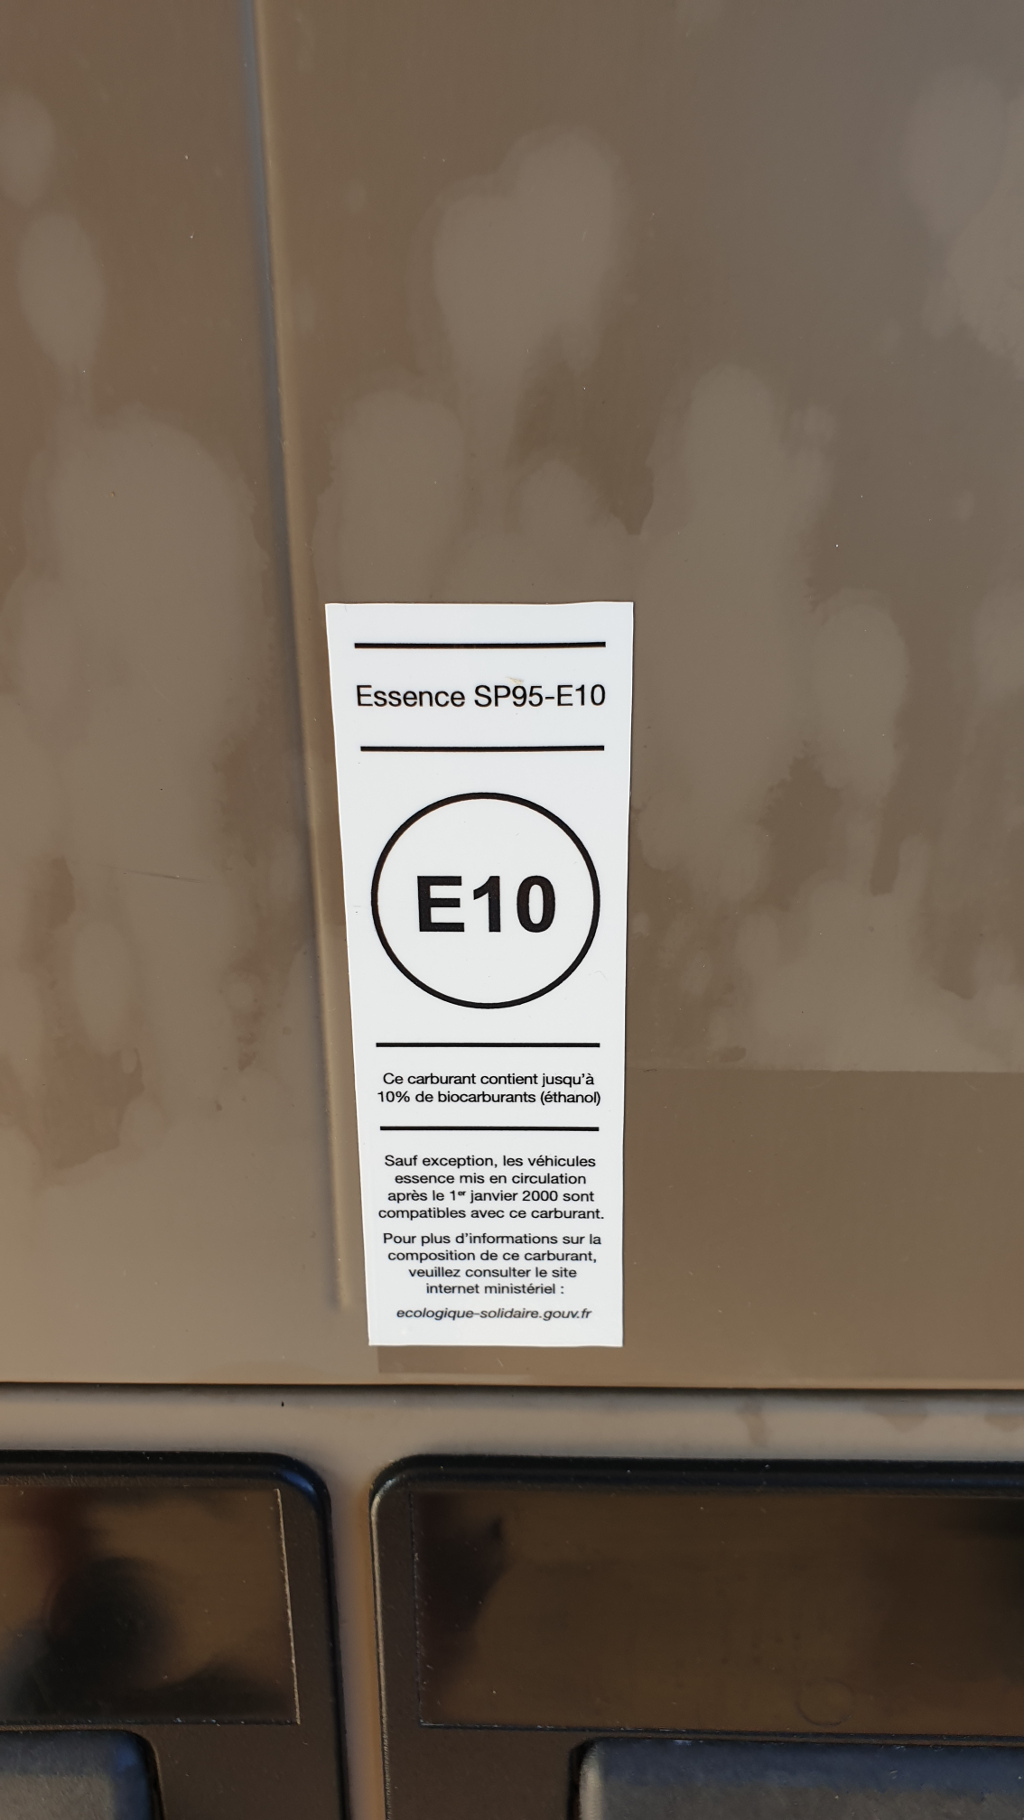 Essence SP95-E10
E10
Ce carburant contient jusqu'à
10% de biocarburants (éthanol)
Sauf exception, les véhicules
essence mis en circulation
après le 1er janvier 2000 sont
compatibles avec ce carburant.
Pour plus d'informations sur la
composition de ce carburant,
veuillez consulter le site
internet ministériel :
ecologique-solidaire.gouv.fr